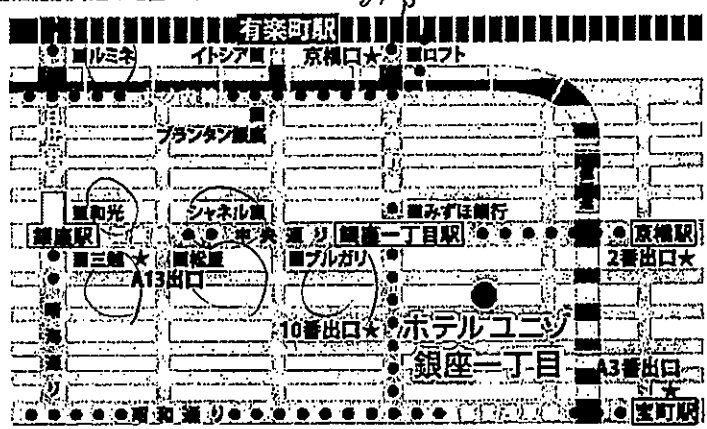 有楽町駅
ルミネ
イトシア
京橋口★
ロフト
プランタン銀座
和光
シャネル
みずほ銀行
銀座駅
中央通り
銀座一丁目駅
京橋駅
三越
松屋
ブルガリ
2番出口★
A13出口
★
晴海通り
10番出口★
ホテルユニゾ
銀座一丁目
A3番出口
★
昭和通り
宝町駅